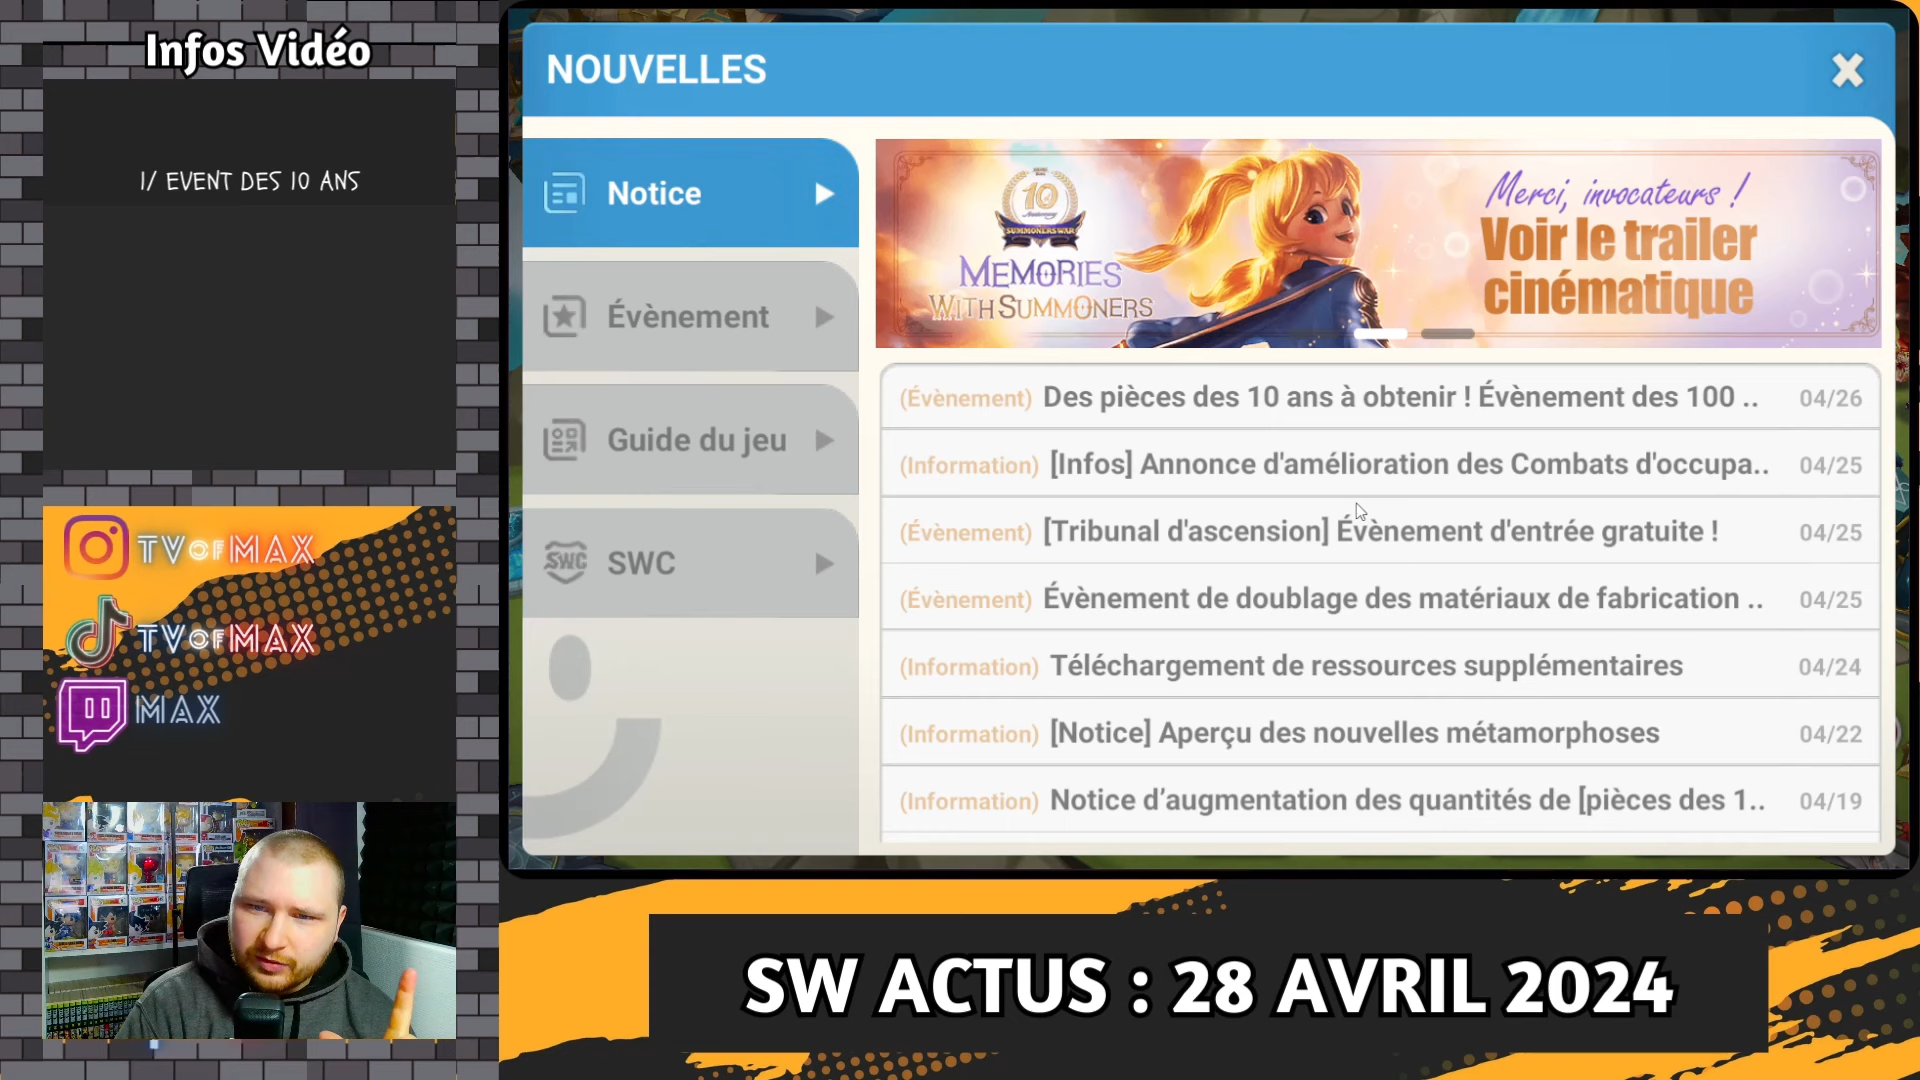 Infos Vidéo
1/ EVENT DES 10 ANS
TVOFMAX
TVOFMAX
MAX
NOUVELLES
Notice
Évènement
Guide du jeu
SWC
SWC
10
Anniversary
SUMMONERS WAR
MEMORIES
WITH SUMMONERS
Merci, invocateurs !
Voir le trailer
cinématique
(Évènement) Des pièces des 10 ans à obtenir ! Évènement des 100 .. 04/26
(Information) [Infos] Annonce d'amélioration des Combats d'occupa.. 04/25
(Évènement) [Tribunal d'ascension] Évènement d'entrée gratuite ! 04/25
(Évènement) Évènement de doublage des matériaux de fabrication .. 04/25
(Information) Téléchargement de ressources supplémentaires 04/24
(Information) [Notice] Aperçu des nouvelles métamorphoses 04/22
(Information) Notice d’augmentation des quantités de [pièces des 1.. 04/19
SW ACTUS : 28 AVRIL 2024